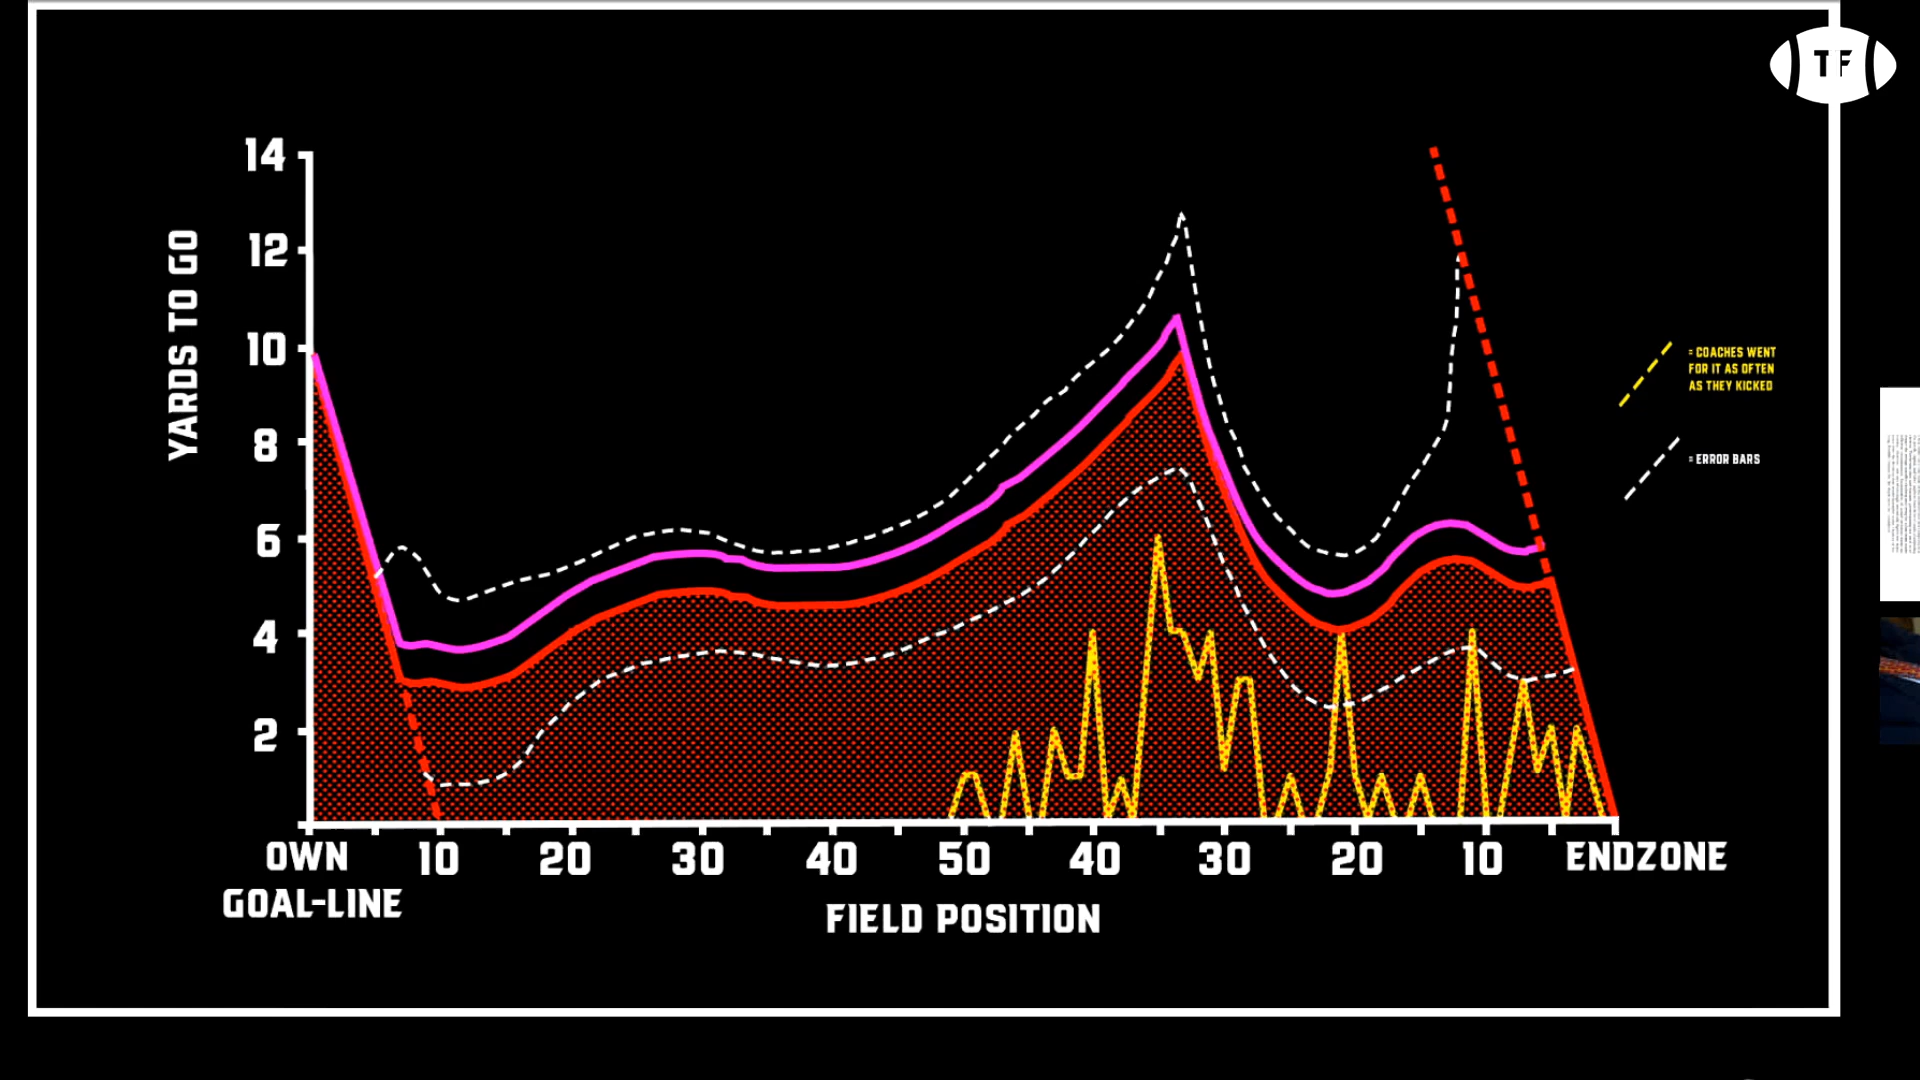 TF
14
12
10
8
6
4
2
YARDS TO GO
= COACHES WENT
FOR IT AS OFTEN
AS THEY KICKED
= ERROR BARS
OWN
GOAL-LINE
10 20 30 40 50 40 30 20 10 ENDZONE
FIELD POSITION